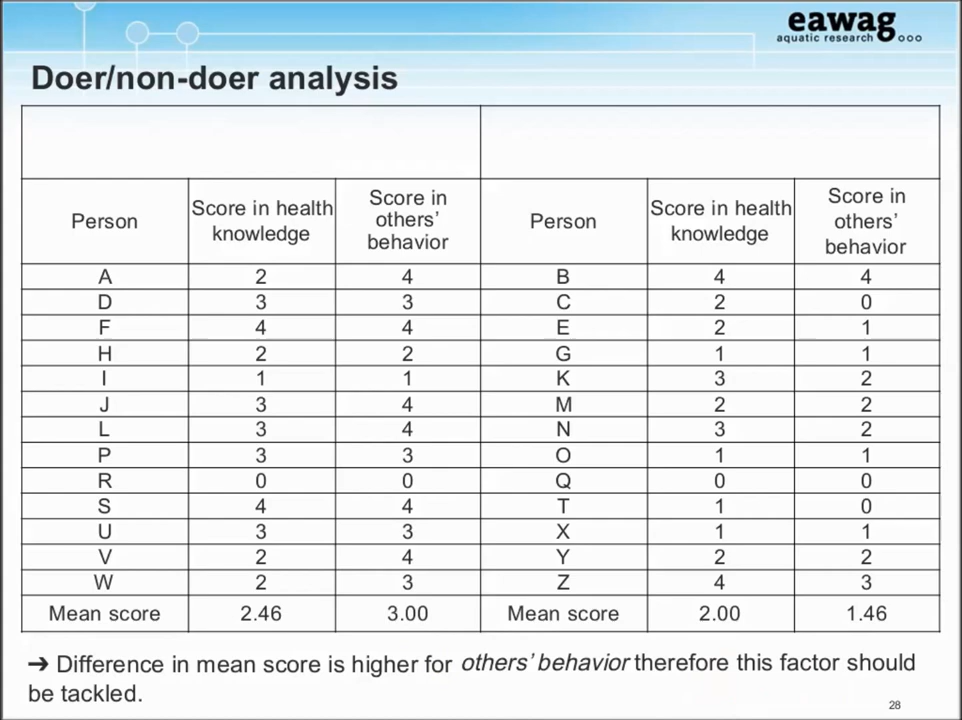 eawag
aquatic research
Doer/non-doer analysis
Person Score in health knowledge Score in others’ behavior Person Score in health knowledge Score in others’ behavior
A 2 4 B 4 4
D 3 3 C 2 0
F 4 4 E 2 1
H 2 2 G 1 1
I 1 1 K 3 2
J 3 4 M 2 2
L 3 4 N 3 2
P 3 3 O 1 1
R 0 0 Q 0 0
S 4 4 T 1 0
U 3 3 X 1 1
V 2 4 Y 2 2
W 2 3 Z 4 3
Mean score 2.46 3.00 Mean score 2.00 1.46
➔ Difference in mean score is higher for others’ behavior therefore this factor should
be tackled.
28